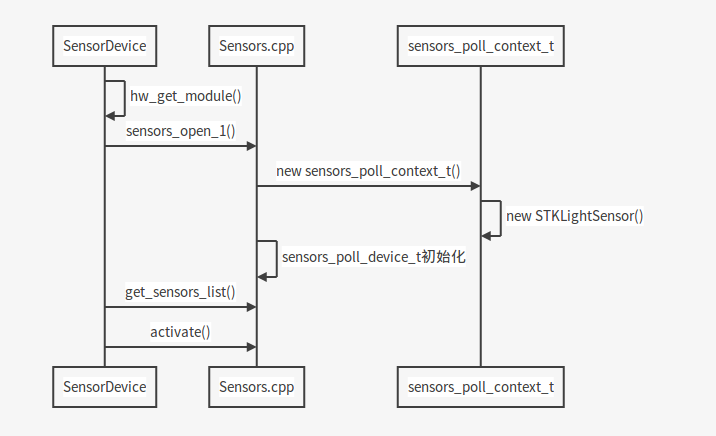 SensorDevice
Sensors.cpp
sensors_poll_context_t
hw_get_module()
sensors_open_1()
new sensors_poll_context_t()
new STKLightSensor()
sensors_poll_device_t初始化
get_sensors_list()
activate()
SensorDevice
Sensors.cpp
sensors_poll_context_t